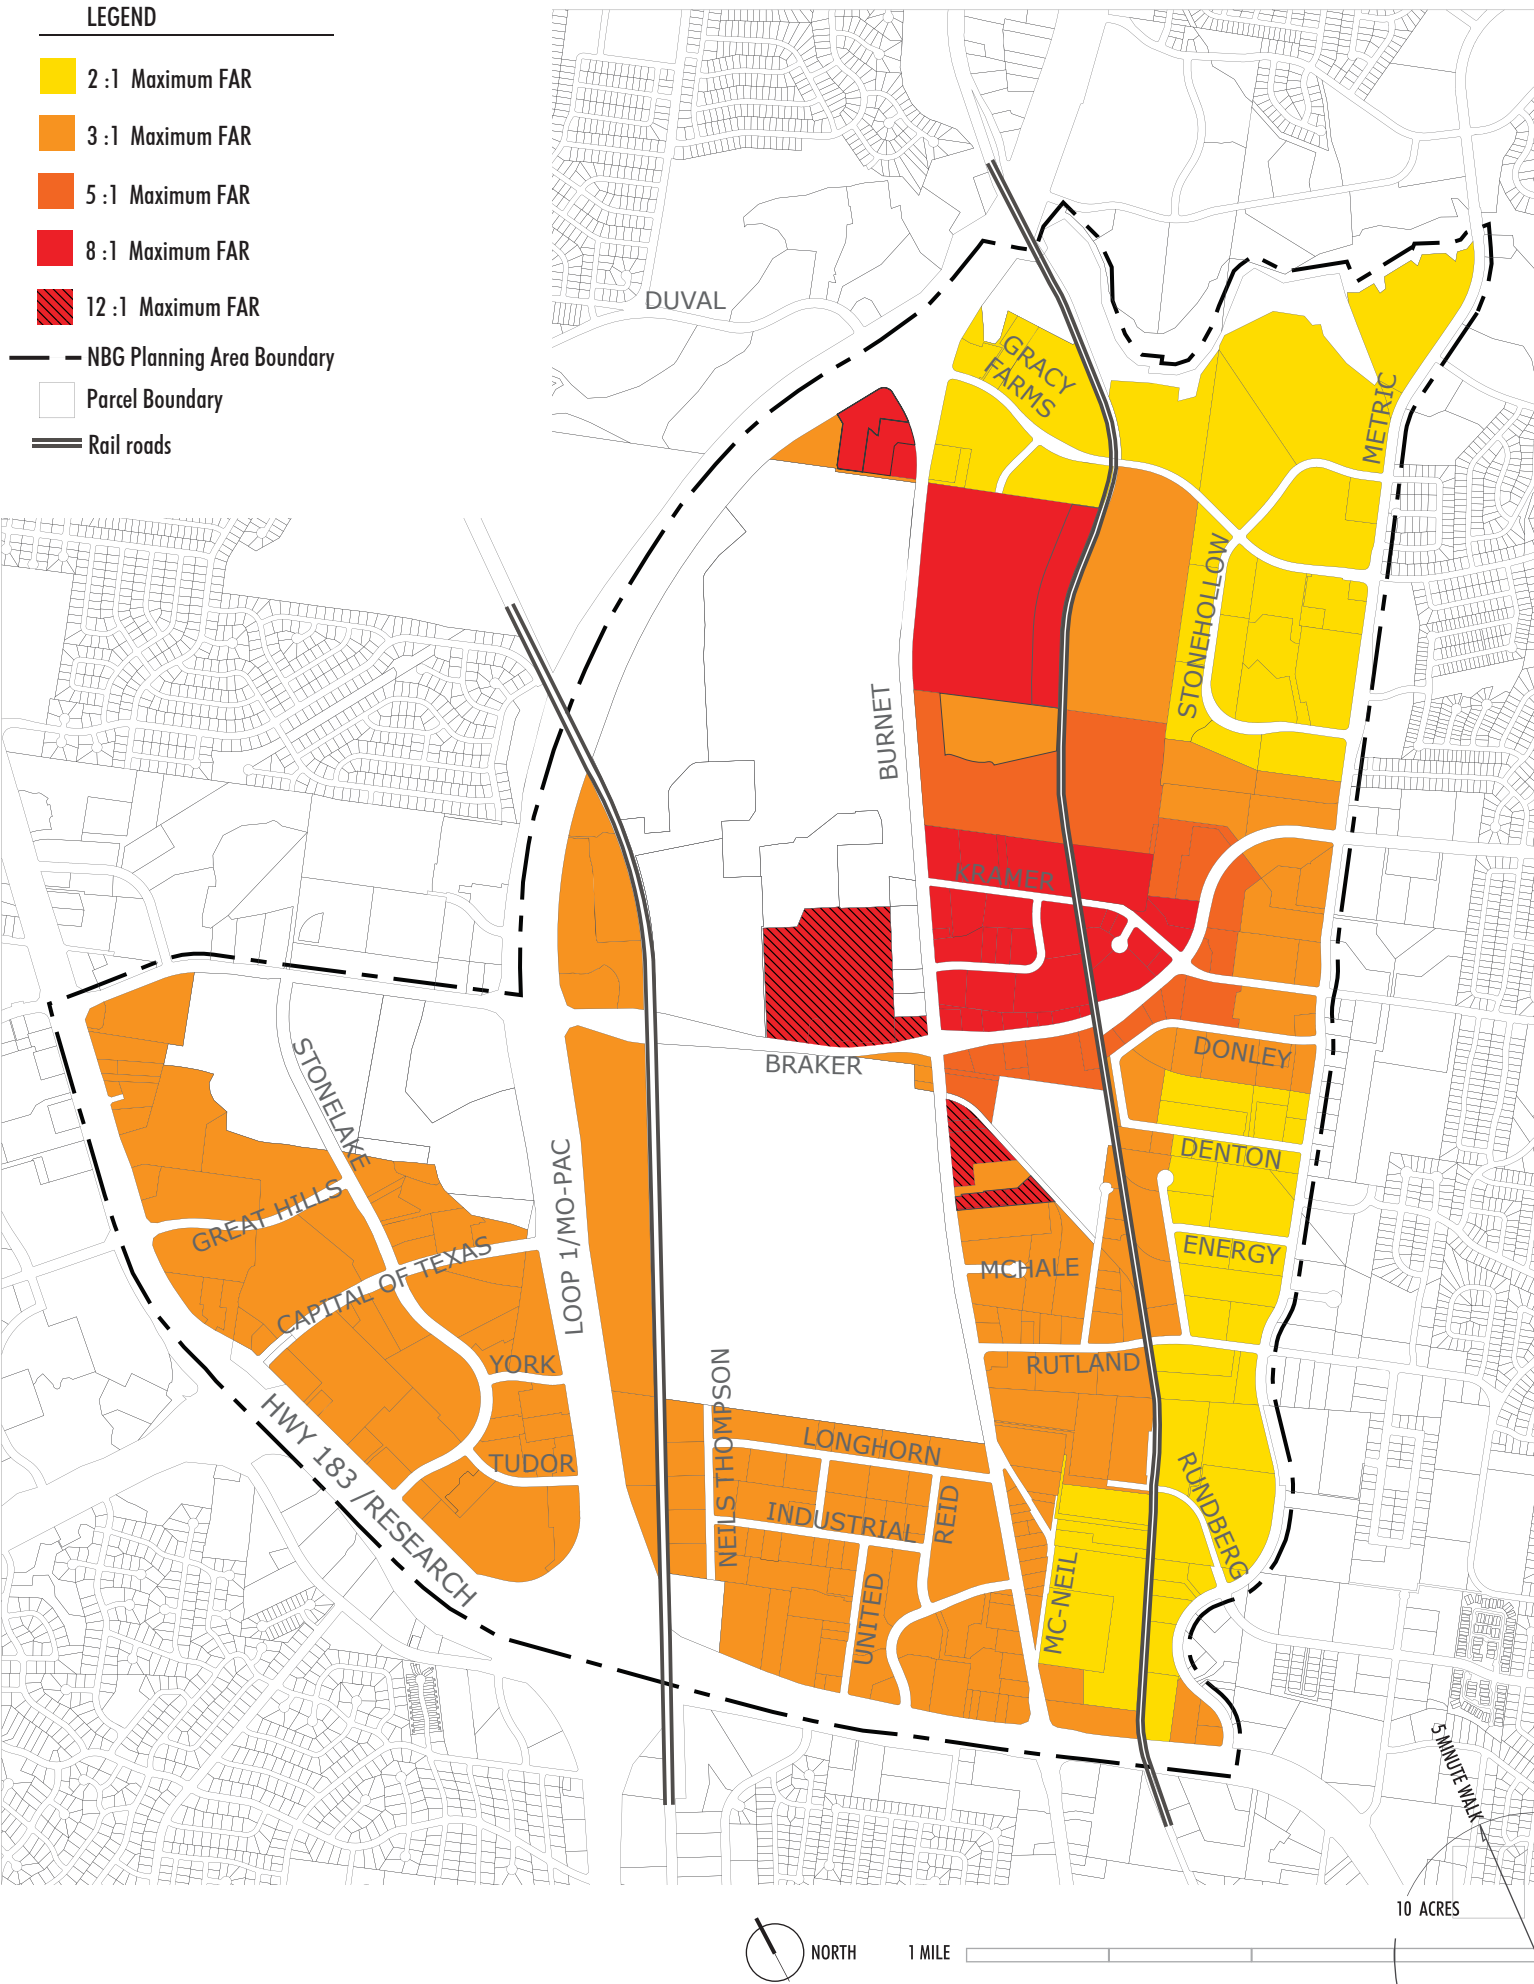 LEGEND
2 :1 Maximum FAR
3 :1 Maximum FAR
5 :1 Maximum FAR
8 :1 Maximum FAR
12 :1 Maximum FAR
NBG Planning Area Boundary
Parcel Boundary
Rail roads
DUVAL
GRACY
FARMS
METRIC
STONEHOLLOW
BURNET
KRAMER
BRAKER
DONLEY
STONELAKE
DENTON
GREAT HILLS
LOOP 1/MO-PAC
ENERGY
CAPITAL OF TEXAS
MCHALE
YORK
RUTLAND
HWY 183 /RESEARCH
NEILS THOMPSON
LONGHORN
TUDOR
INDUSTRIAL
REID
RUNDBERG
UNITED
MC-NEIL
5 MINUTE WALK
10 ACRES
NORTH
1 MILE